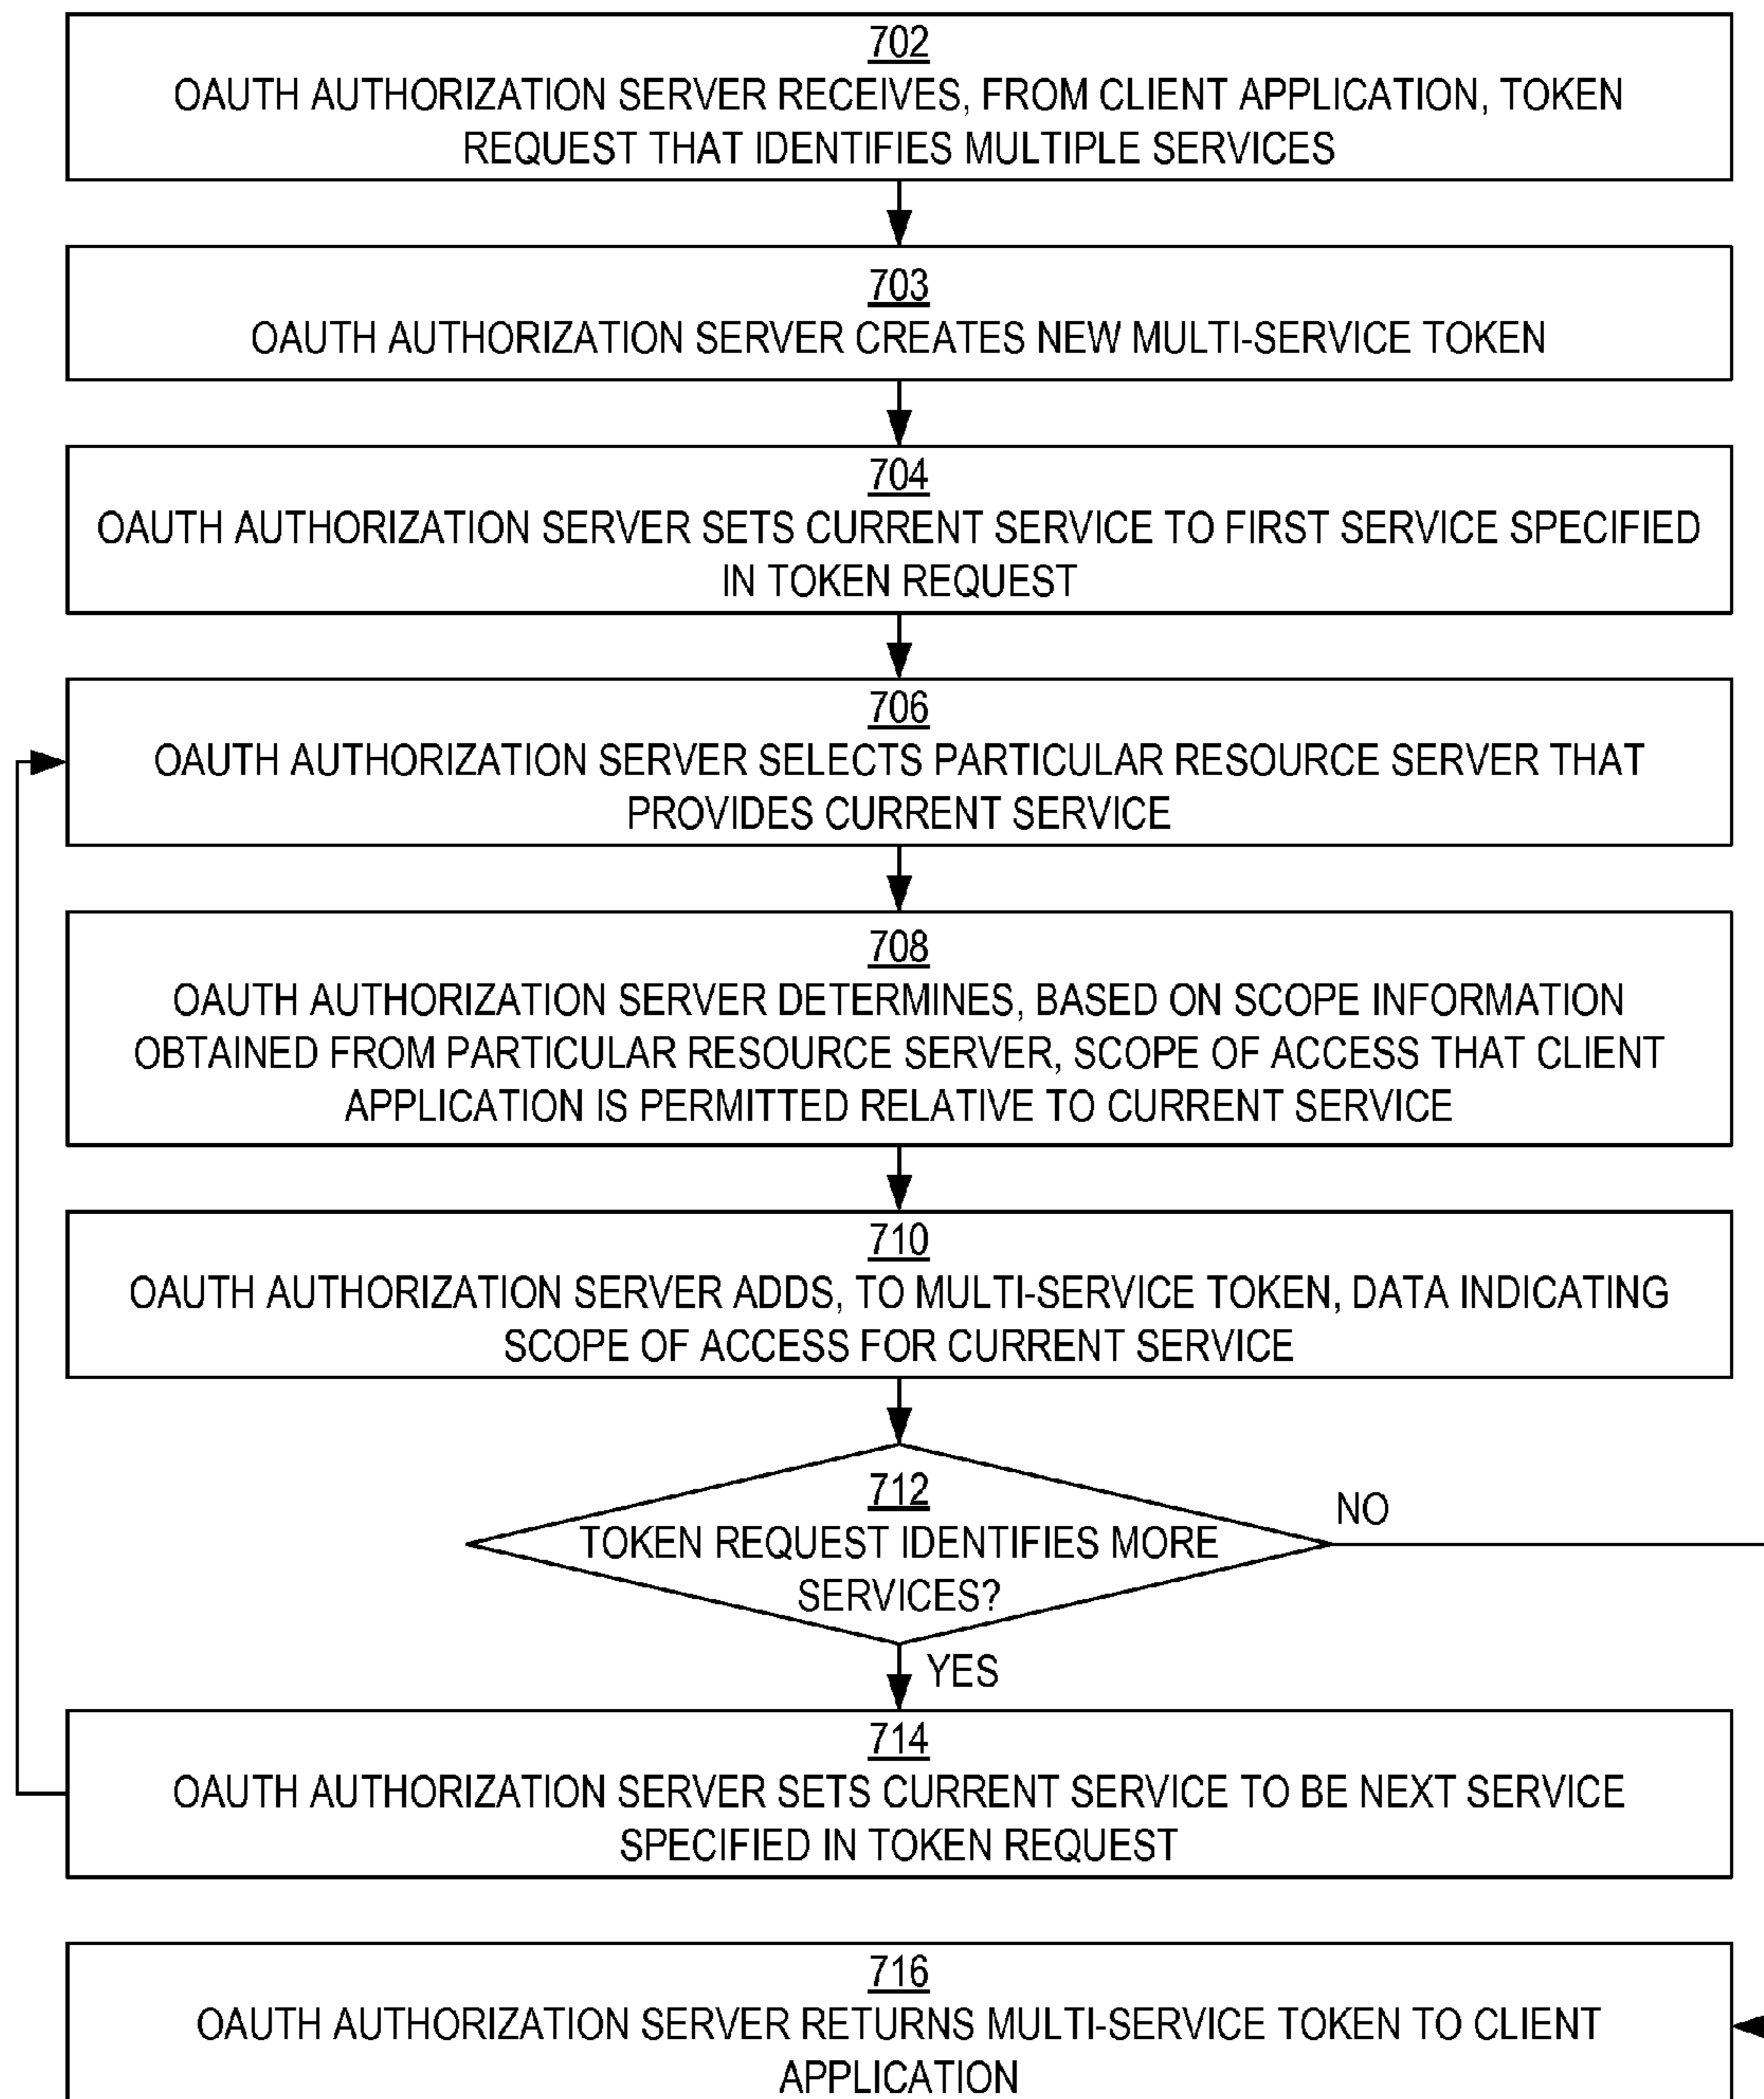 702
OAUTH AUTHORIZATION SERVER RECEIVES, FROM CLIENT APPLICATION, TOKEN
REQUEST THAT IDENTIFIES MULTIPLE SERVICES
703
OAUTH AUTHORIZATION SERVER CREATES NEW MULTI-SERVICE TOKEN
704
OAUTH AUTHORIZATION SERVER SETS CURRENT SERVICE TO FIRST SERVICE SPECIFIED
IN TOKEN REQUEST
706
OAUTH AUTHORIZATION SERVER SELECTS PARTICULAR RESOURCE SERVER THAT
PROVIDES CURRENT SERVICE
708
OAUTH AUTHORIZATION SERVER DETERMINES, BASED ON SCOPE INFORMATION
OBTAINED FROM PARTICULAR RESOURCE SERVER, SCOPE OF ACCESS THAT CLIENT
APPLICATION IS PERMITTED RELATIVE TO CURRENT SERVICE
710
OAUTH AUTHORIZATION SERVER ADDS, TO MULTI-SERVICE TOKEN, DATA INDICATING
SCOPE OF ACCESS FOR CURRENT SERVICE
712
NO
TOKEN REQUEST IDENTIFIES MORE
SERVICES?
YES
714
OAUTH AUTHORIZATION SERVER SETS CURRENT SERVICE TO BE NEXT SERVICE
SPECIFIED IN TOKEN REQUEST
716
OAUTH AUTHORIZATION SERVER RETURNS MULTI-SERVICE TOKEN TO CLIENT
APPLICATION